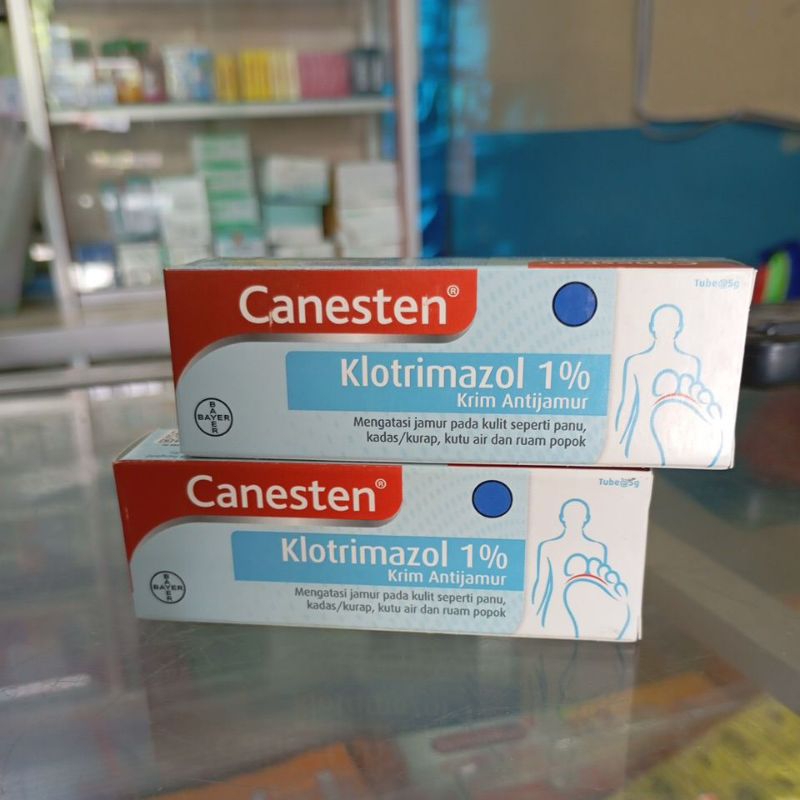 Canesten®
Tube@5g
Klotrimazol 1%
Krim Antijamur
BAYER
BAYER
Mengatasi jamur pada kulit seperti panu,
kadas/kurap, kutu air dan ruam popok
Canesten®
Tube@5g
Klotrimazol 1%
Krim Antijamur
BAYER
BAYER
Mengatasi jamur pada kulit seperti panu,
kadas/kurap, kutu air dan ruam popok